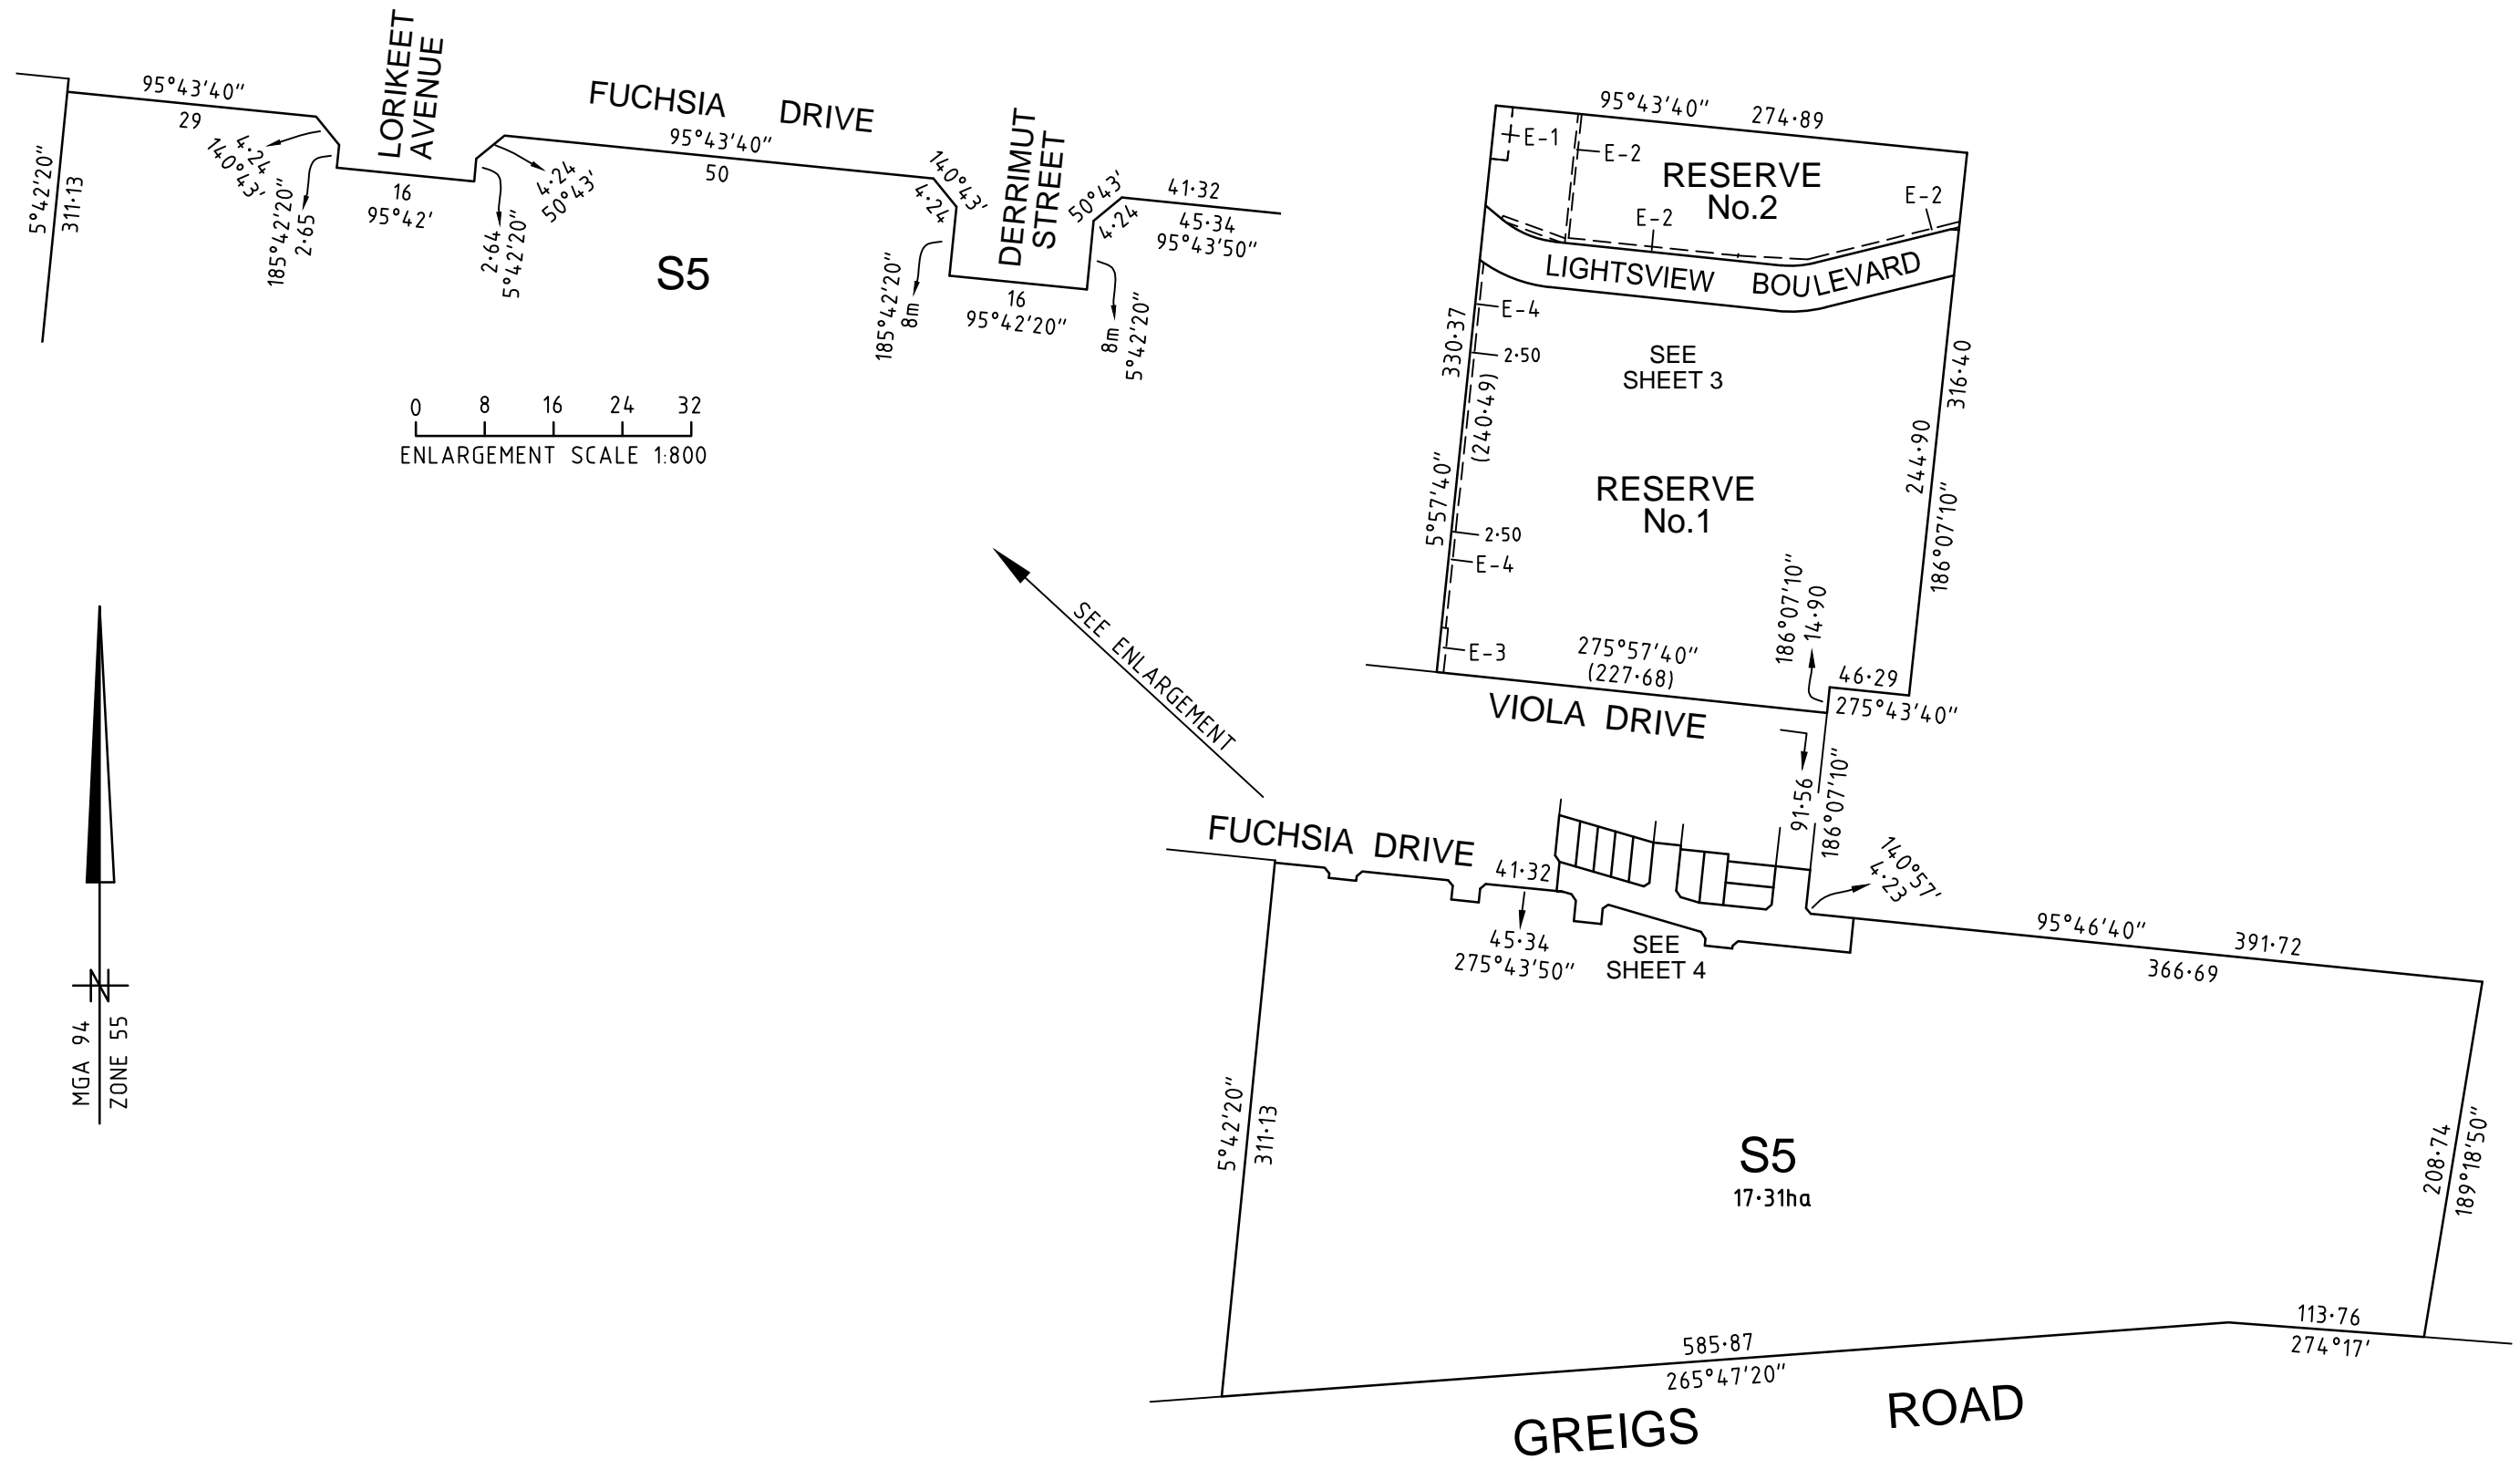 LORIKEET
AVENUE
FUCHSIA DRIVE
DERRIMUT
STREET
95°43'40"
29
5°42'20"
311·13
4·24
140°43'
185°42'20"
2·65
16
95°42'
2·64
5°42'20"
4·24
50°43'
95°43'40"
50
140°43'
4·24
185°42'20"
8m
16
95°42'20"
50°43'
4·24
8m
5°42'20"
41·32
45·34
95°43'50"
S5
0 8 16 24 32
ENLARGEMENT SCALE 1:800
SEE ENLARGEMENT
N
MGA 94
ZONE 55
95°43'40" 274·89
E-1
E-2
RESERVE
No.2
E-2
E-2
LIGHTSVIEW BOULEVARD
E-4
2·50
330·37
(240·49)
5°57'40"
SEE
SHEET 3
316·40
244·90
186°07'10"
RESERVE
No.1
2·50
E-4
E-3
275°57'40"
(227·68)
186°07'10"
14·90
46·29
275°43'40"
VIOLA DRIVE
91·56
186°07'10"
FUCHSIA DRIVE
41·32
45·34
275°43'50"
SEE
SHEET 4
140°57'
4·23
95°46'40" 391·72
366·69
5°42'20"
311·13
S5
17·31ha
208·74
189°18'50"
585·87
265°47'20"
113·76
274°17'
GREIGS ROAD